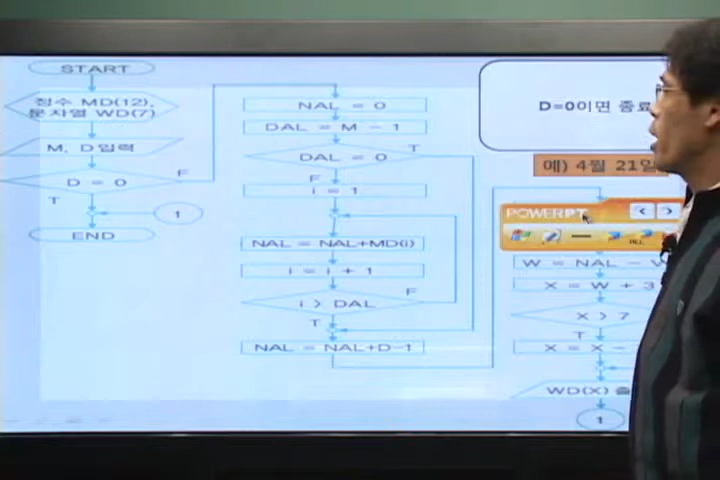 START
정수 MD(12),
문자열 WD(7)
M, D입력
D = 0
F
T
1
END
NAL = 0
DAL = M - 1
DAL = 0
T
F
i = 1
NAL = NAL+MD(i)
i = i + 1
F
i > DAL
T
NAL = NAL+D-1
D=0이면 종료
예) 4월 21일
POWERPT
ALL
W = NAL -
X = W + 3
X > 7
T
X = X -
WD(X)
1